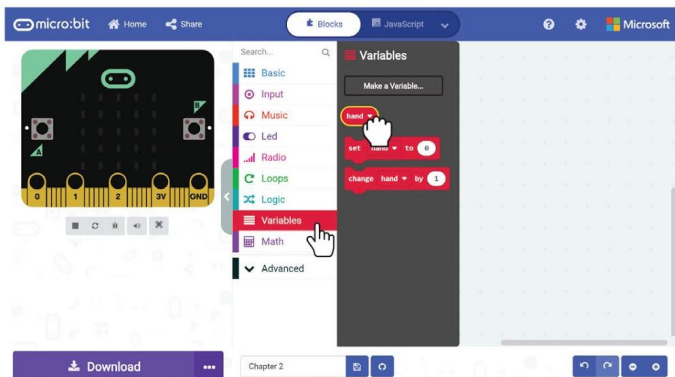 micro:bit Home Share Blocks JavaScript Microsoft
Search...
Basic
Input
Music
Led
Radio
Loops
Logic
Variables
Math
Advanced
Variables
Make a Variable...
hand
set hand to 0
change hand by 1
B
A
0 1 2 3V GND
Download ... Chapter 2